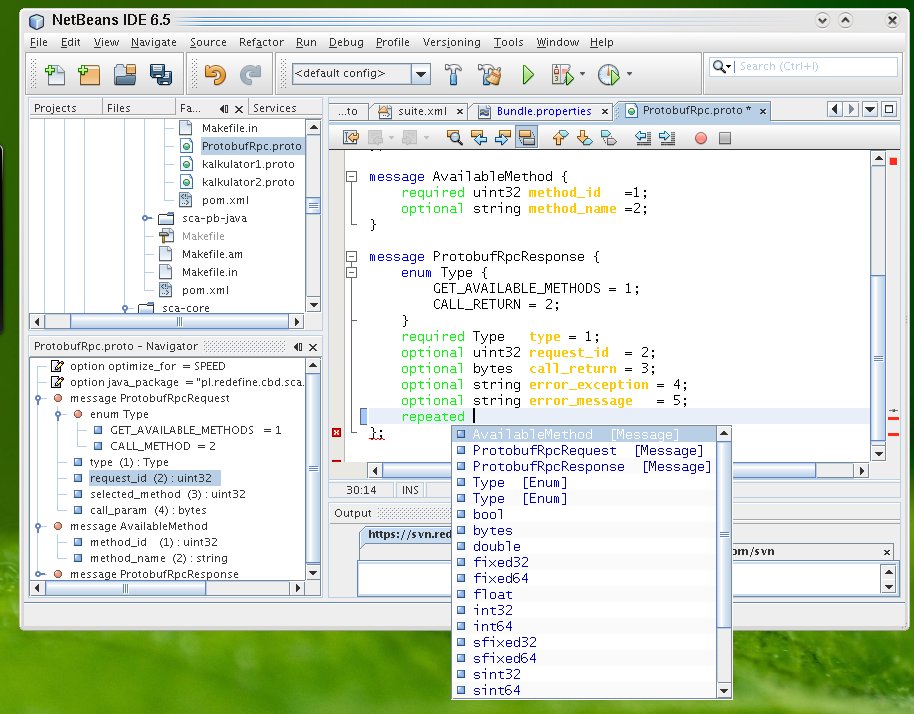 NetBeans IDE 6.5
File Edit View Navigate Source Refactor Run Debug Profile Versioning Tools Window Help
<default config>
Search (Ctrl+I)
Projects Files Fa... Services
Makefile.in
ProtobufRpc.proto
kalkulator1.proto
kalkulator2.proto
pom.xml
sca-pb-java
Makefile
Makefile.am
Makefile.in
pom.xml
sca-core
ProtobufRpc.proto - Navigator
option optimize_for = SPEED
option java_package = "pl.redefine.cbd.sca.
message ProtobufRpcRequest
enum Type
GET_AVAILABLE_METHODS = 1
CALL_METHOD = 2
type (1) : Type
request_id (2) : uint32
selected_method (3) : uint32
call_param (4) : bytes
message AvailableMethod
method_id (1) : uint32
method_name (2) : string
message ProtobufRpcResponse
...to suite.xml Bundle.properties ProtobufRpc.proto *
message AvailableMethod {
required uint32 method_id =1;
optional string method_name =2;
}
message ProtobufRpcResponse {
enum Type {
GET_AVAILABLE_METHODS = 1;
CALL_RETURN = 2;
}
required Type type = 1;
optional uint32 request_id = 2;
optional bytes call_return = 3;
optional string error_exception = 4;
optional string error_message = 5;
repeated
};
AvailableMethod [Message]
ProtobufRpcRequest [Message]
ProtobufRpcResponse [Message]
Type [Enum]
Type [Enum]
bool
bytes
double
fixed32
fixed64
float
int32
int64
sfixed32
sfixed64
sint32
sint64
30:14 INS
Output
https://svn.red
om/svn